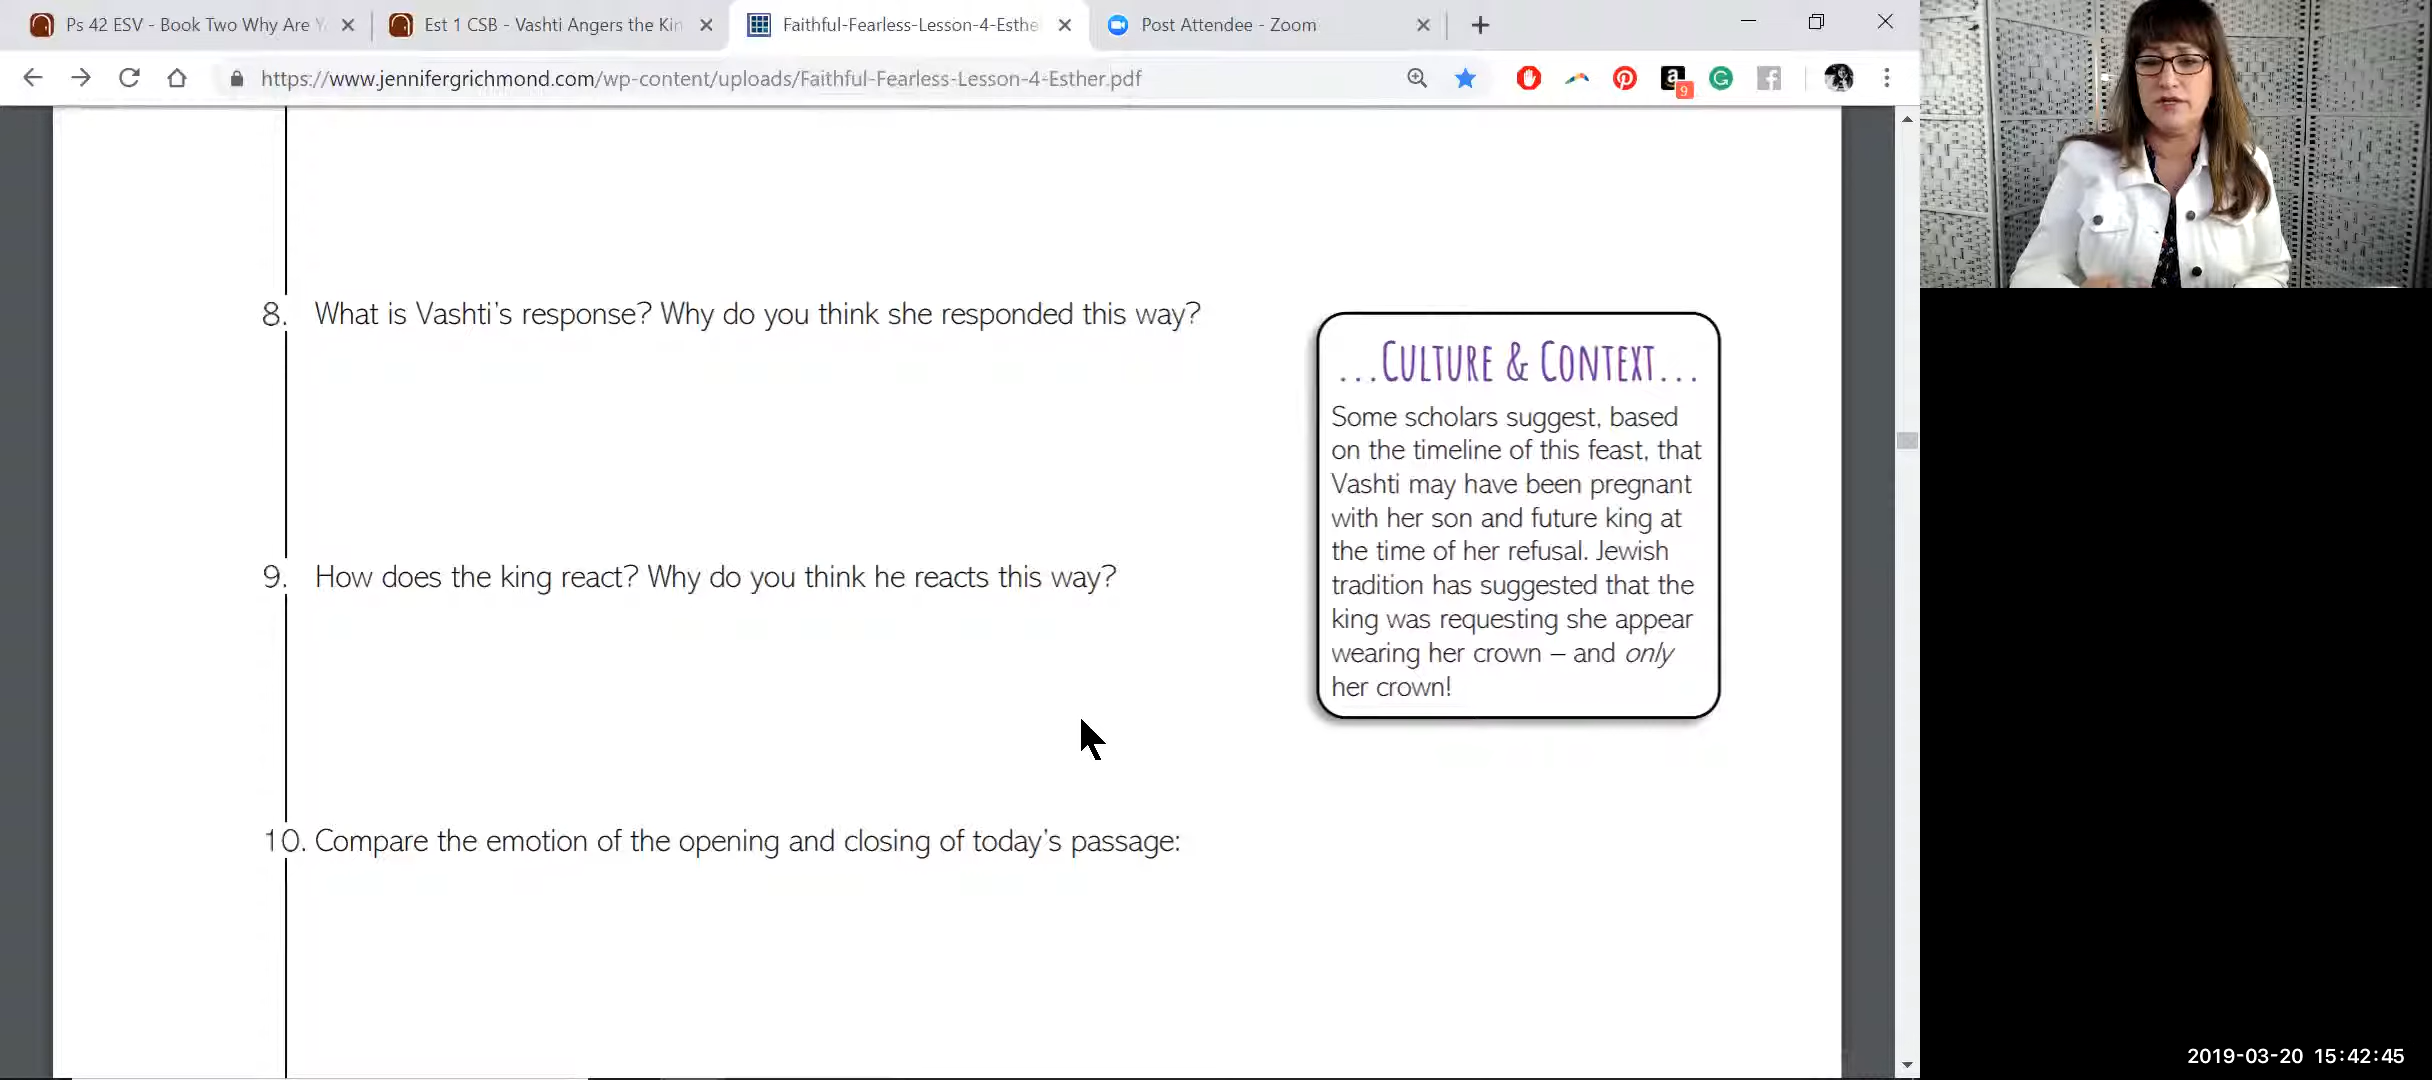 Ps 42 ESV - Book Two Why Are Y
Est 1 CSB - Vashti Angers the Kin
Faithful-Fearless-Lesson-4-Esthe
Post Attendee - Zoom
https://www.jennifergrichmond.com/wp-content/uploads/Faithful-Fearless-Lesson-4-Esther.pdf
9
8. What is Vashti's response? Why do you think she responded this way?
...CULTURE & CONTEXT...
Some scholars suggest, based
on the timeline of this feast, that
Vashti may have been pregnant
with her son and future king at
the time of her refusal. Jewish
tradition has suggested that the
king was requesting she appear
wearing her crown – and only
her crown!
9. How does the king react? Why do you think he reacts this way?
10. Compare the emotion of the opening and closing of today's passage:
2019-03-20 15:42:45